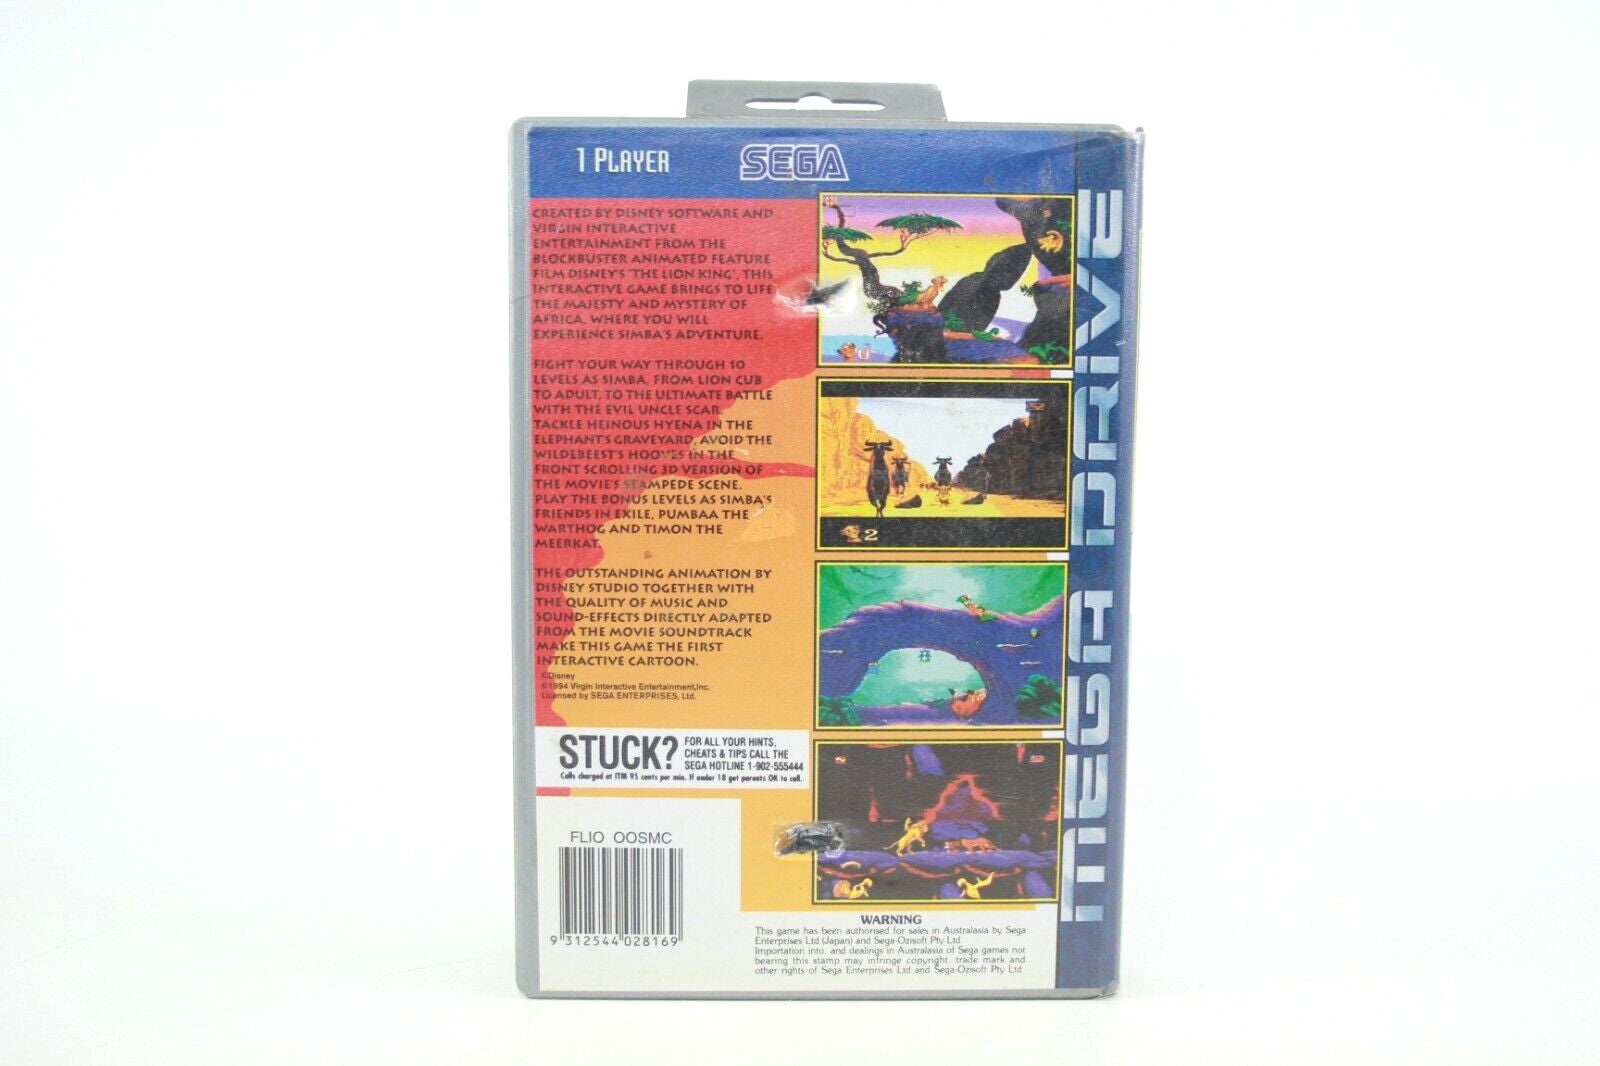 1 PLAYER
SEGA
CREATED BY DISNEY SOFTWARE AND
VIRGIN INTERACTIVE
ENTERTAINMENT FROM THE
BLOCKBUSTER ANIMATED FEATURE
FILM DISNEY'S 'THE LION KING', THIS
INTERACTIVE GAME BRINGS TO LIFE
THE MAJESTY AND MYSTERY OF
AFRICA, WHERE YOU WILL
EXPERIENCE SIMBA'S ADVENTURE.
FIGHT YOUR WAY THROUGH 10
LEVELS AS SIMBA, FROM LION CUB
TO ADULT, TO THE ULTIMATE BATTLE
WITH THE EVIL UNCLE SCAR.
TACKLE HEINOUS HYENA IN THE
ELEPHANT'S GRAVEYARD, AVOID THE
WILDEBEEST'S HOOVES IN THE
FRONT SCROLLING 3D VERSION OF
THE MOVIE'S STAMPEDE SCENE.
PLAY THE BONUS LEVELS AS SIMBA'S
FRIENDS IN EXILE, PUMBAA THE
WARTHOG AND TIMON THE
MEERKAT.
THE OUTSTANDING ANIMATION BY
DISNEY STUDIO TOGETHER WITH
THE QUALITY OF MUSIC AND
SOUND-EFFECTS DIRECTLY ADAPTED
FROM THE MOVIE SOUNDTRACK
MAKE THIS GAME THE FIRST
INTERACTIVE CARTOON.
©Disney
©1994 Virgin Interactive Entertainment,Inc.
Licensed by SEGA ENTERPRISES, Ltd.
STUCK?
FOR ALL YOUR HINTS,
CHEATS & TIPS CALL THE
SEGA HOTLINE 1-902-555444
Calls charged at ITM 95 cents per min. If under 18 get parents OK to call.
FLIO OOSMC
9 312544 028169
0
2
WARNING
This game has been authorised for sales in Australasia by Sega
Enterprises Ltd (Japan) and Sega-Ozisoft Pty Ltd.
Importation into, and dealings in Australasia of Sega games not
bearing this stamp may infringe copyright, trade mark and
other rights of Sega Enterprises Ltd and Sega-Ozisoft Pty Ltd
MEGA DRIVE